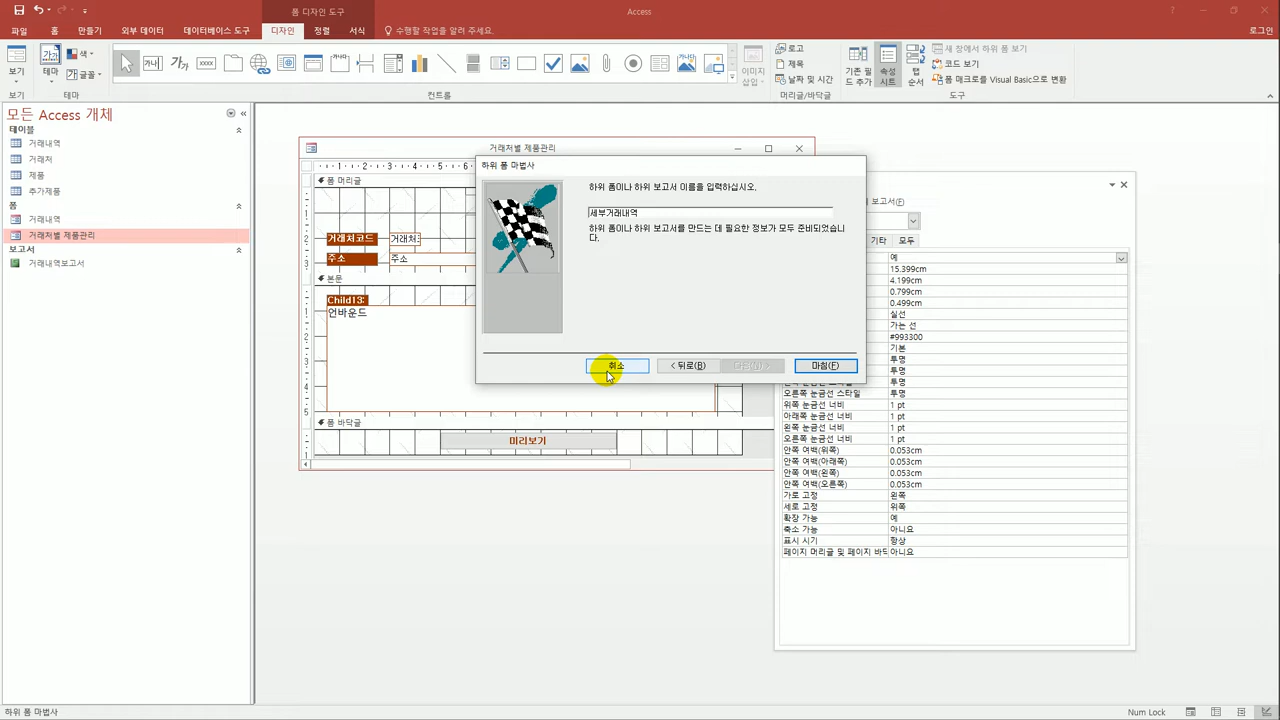 폼 디자인 도구
Access
파일
홈
만들기
외부 데이터
데이터베이스 도구
디자인
정렬
서식
수행할 작업을 알려 주세요.
로그인
보기
테마
가가
색
글꼴
가나
가가
xxxx
이미지
삽입
로고
제목
날짜 및 시간
기존 필
드 추가
속성
시트
탭
순서
새 창에서 하위 폼 보기
코드 보기
폼 매크로를 Visual Basic으로 변환
보기
테마
컨트롤
머리글/바닥글
도구
모든 Access 개체
테이블
거래내역
거래처
제품
추가제품
폼
거래내역
거래처별 제품관리
보고서
거래내역보고서
거래처별 제품관리
폼 머리글
거래처코드
거래처코
주소
주소
본문
Child13:
언바운드
폼 바닥글
미리보기
하위 폼 마법사
하위 폼이나 하위 보고서 이름을 입력하십시오.
세부거래내역
하위 폼이나 하위 보고서를 만드는 데 필요한 정보가 모두 준비되었습니
다.
취소
< 뒤로(B)
다음(N) >
마침(F)
보고서(F)
기타
모두
예
15.399cm
4.199cm
0.799cm
0.499cm
실선
가는 선
#993300
기본
투명
투명
투명
오른쪽 눈금선 스타일 투명
위쪽 눈금선 너비 1 pt
아래쪽 눈금선 너비 1 pt
왼쪽 눈금선 너비 1 pt
오른쪽 눈금선 너비 1 pt
안쪽 여백(위쪽) 0.053cm
안쪽 여백(아래쪽) 0.053cm
안쪽 여백(왼쪽) 0.053cm
안쪽 여백(오른쪽) 0.053cm
가로 고정 왼쪽
세로 고정 위쪽
확장 가능 예
축소 가능 아니요
표시 시기 항상
페이지 머리글 및 페이지 바닥 아니요
Num Lock